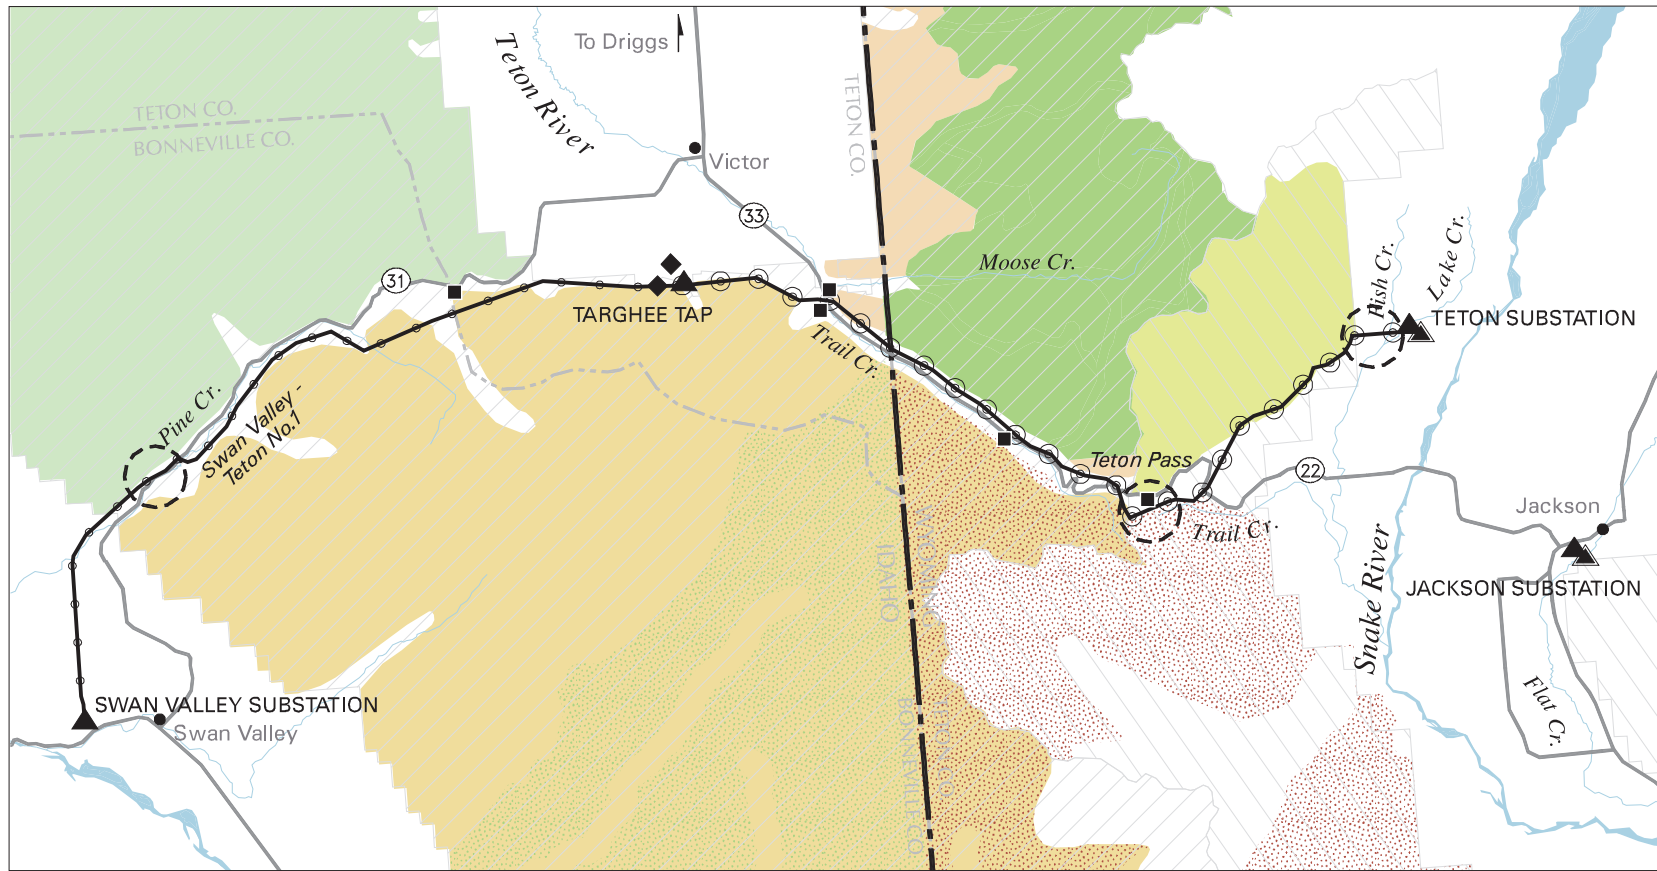 To Driggs
Teton River
TETON CO.
BONNEVILLE CO.
TETON CO.
Victor
33
31
Moose Cr.
Fish Cr.
Lake Cr.
TARGHEE TAP
TETON SUBSTATION
Trail Cr.
Pine Cr.
Swan Valley -
Teton No.1
Teton Pass
22
Jackson
Trail Cr.
WYOMING
IDAHO
JACKSON SUBSTATION
Snake River
Flat Cr.
SWAN VALLEY SUBSTATION
Swan Valley
BONNEVILLE CO.
TETON CO.